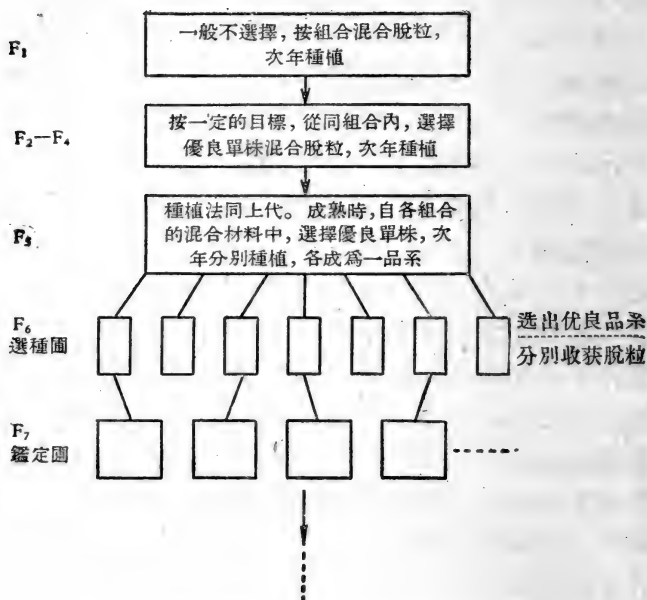 F₁
一般不選擇，按組合混合脫粒，
次年種植
F₂—F₄
按一定的目標，從同組合內，選擇
優良單株混合脫粒，次年種植
F₅
種植法同上代。成熟時，自各組合
的混合材料中，選擇優良單株，次
年分別種植，各成爲一品系
F₆
選種圃
选出优良品系
分別收获脫粒
F₇
鑑定圃